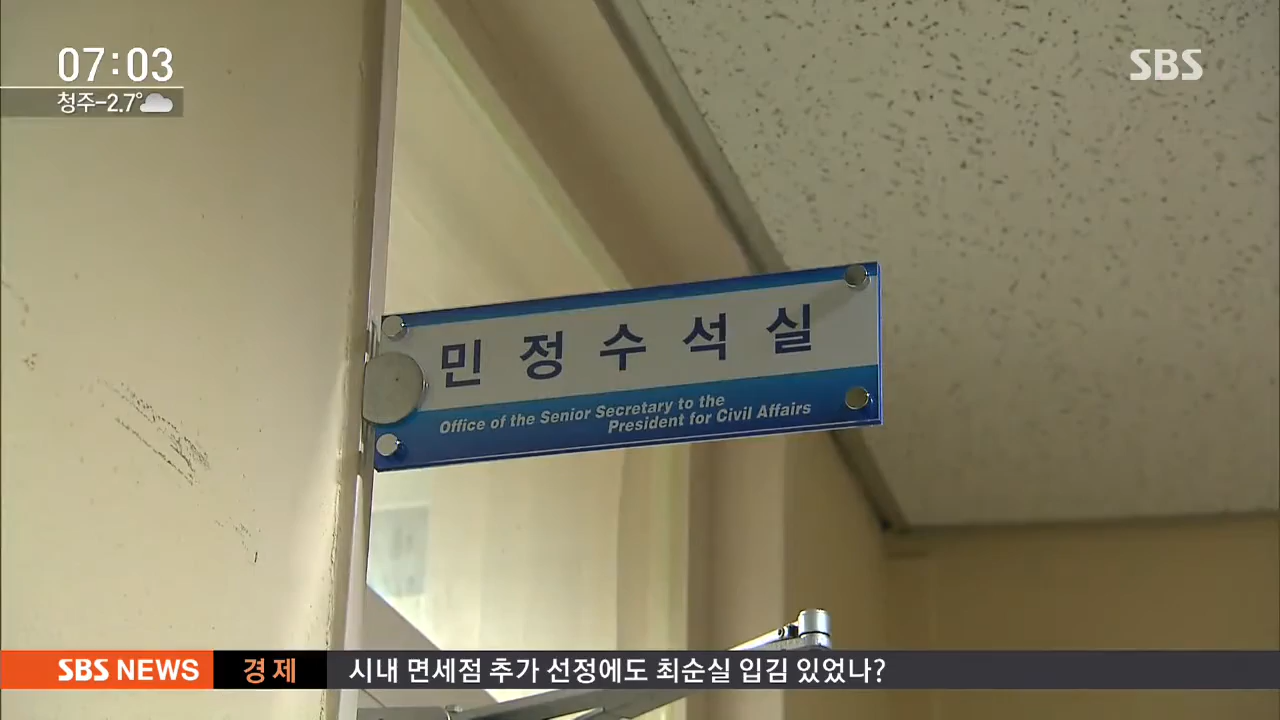 07:03
SBS
청주-2.7°
민정수석실
Office of the Senior Secretary to the
President for Civil Affairs
SBS NEWS 경제 시내 면세점 추가 선정에도 최순실 입김 있었나?